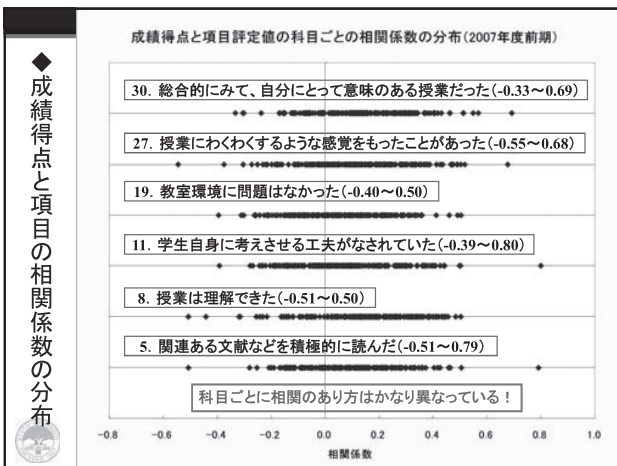 ◆成績得点と項目の相関係数の分布
成績得点と項目評定値の科目ごとの相関係数の分布(2007年度前期)
30. 総合的にみて、自分にとって意味のある授業だった(-0.33～0.69)
27. 授業にわくわくするような感覚をもったことがあった(-0.55～0.68)
19. 教室環境に問題はなかった(-0.40～0.50)
11. 学生自身に考えさせる工夫がなされていた(-0.39～0.80)
8. 授業は理解できた(-0.51～0.50)
5. 関連ある文献などを積極的に読んだ(-0.51～0.79)
科目ごとに相関のあり方はかなり異なっている！
-0.8 -0.6 -0.4 -0.2 0.0 0.2 0.4 0.6 0.8 1.0
相関係数